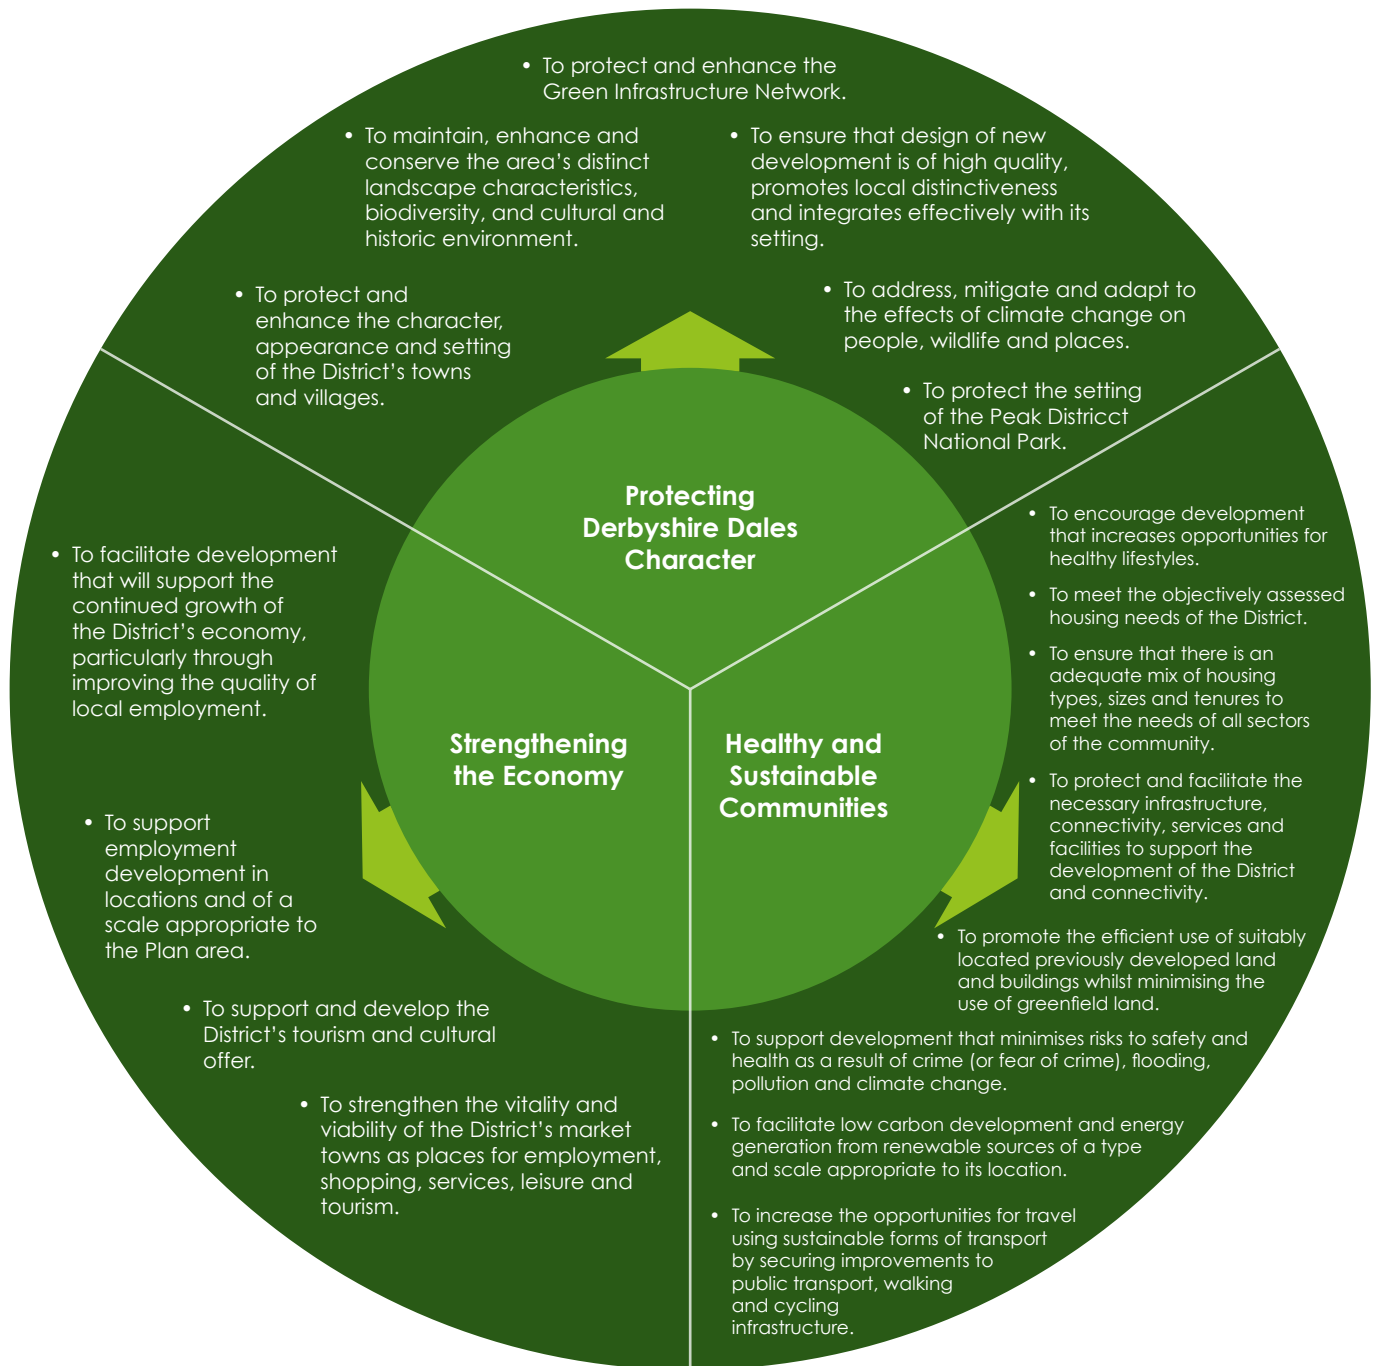 • To protect and enhance the
Green Infrastructure Network.
• To maintain, enhance and
conserve the area's distinct
landscape characteristics,
biodiversity, and cultural and
historic environment.
• To ensure that design of new
development is of high quality,
promotes local distinctiveness
and integrates effectively with its
setting.
• To protect and
enhance the character,
appearance and setting
of the District's towns
and villages.
• To address, mitigate and adapt to
the effects of climate change on
people, wildlife and places.
• To protect the setting
of the Peak Districct
National Park.
Protecting
Derbyshire Dales
Character
• To facilitate development
that will support the
continued growth of
the District's economy,
particularly through
improving the quality of
local employment.
Strengthening
the Economy
• To support
employment
development in
locations and of a
scale appropriate to
the Plan area.
• To support and develop the
District's tourism and cultural
offer.
• To strengthen the vitality and
viability of the District's market
towns as places for employment,
shopping, services, leisure and
tourism.
Healthy and
Sustainable
Communities
• To encourage development
that increases opportunities for
healthy lifestyles.
• To meet the objectively assessed
housing needs of the District.
• To ensure that there is an
adequate mix of housing
types, sizes and tenures to
meet the needs of all sectors
of the community.
• To protect and facilitate the
necessary infrastructure,
connectivity, services and
facilities to support the
development of the District
and connectivity.
• To promote the efficient use of suitably
located previously developed land
and buildings whilst minimising the
use of greenfield land.
• To support development that minimises risks to safety and
health as a result of crime (or fear of crime), flooding,
pollution and climate change.
• To facilitate low carbon development and energy
generation from renewable sources of a type
and scale appropriate to its location.
• To increase the opportunities for travel
using sustainable forms of transport
by securing improvements to
public transport, walking
and cycling
infrastructure.